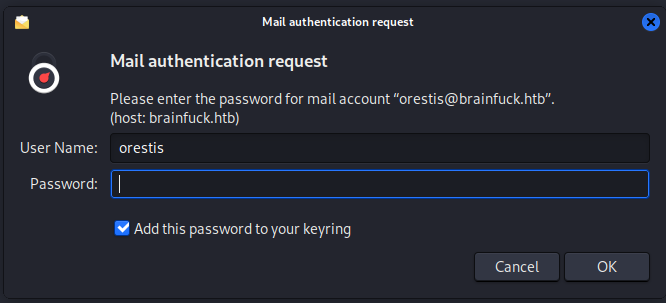 Mail authentication request
Mail authentication request
Please enter the password for mail account “orestis@brainfuck.htb”.
(host: brainfuck.htb)
User Name: orestis
Password:
Add this password to your keyring
Cancel OK